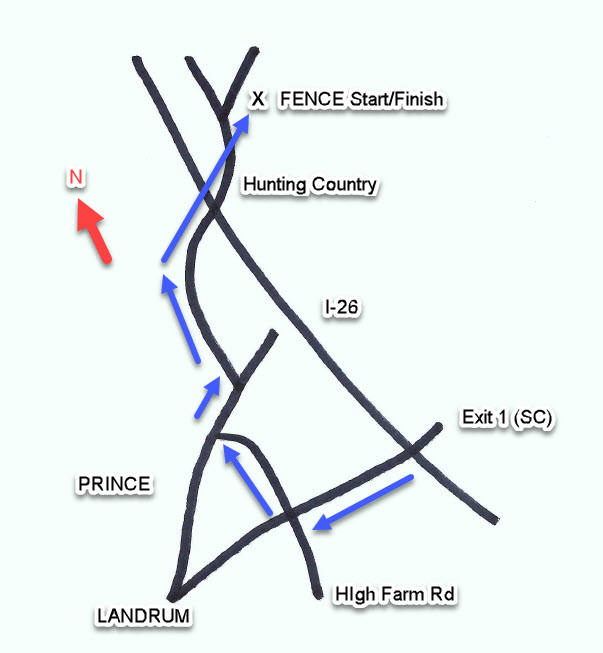 X FENCE Start/Finish
N
Hunting Country
I-26
Exit 1 (SC)
PRINCE
HIgh Farm Rd
LANDRUM